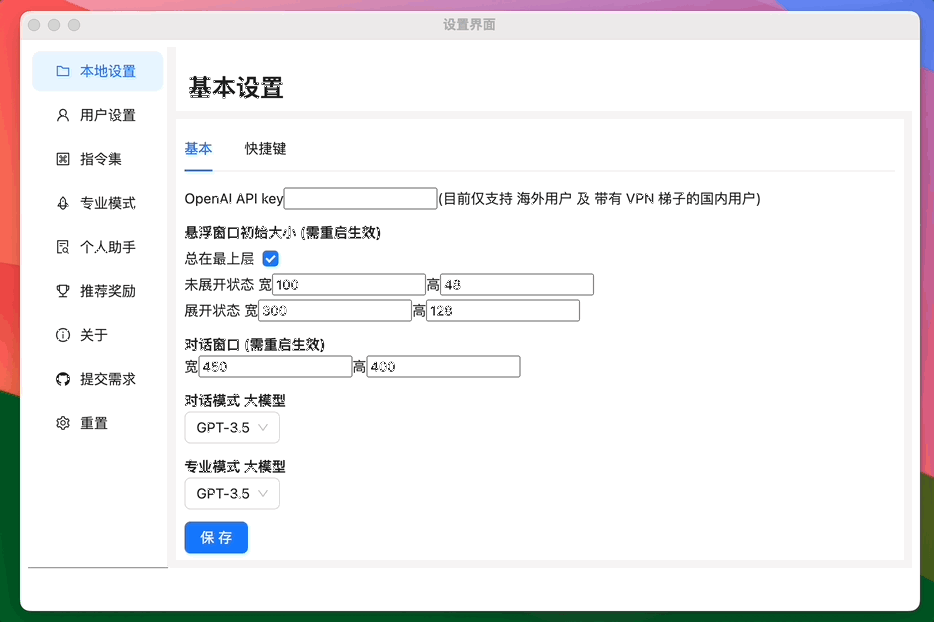 设置界面
本地设置
用户设置
指令集
专业模式
个人助手
推荐奖励
关于
提交需求
重置
基本设置
基本 快捷键
OpenAI API key (目前仅支持 海外用户 及 带有 VPN 梯子的国内用户)
悬浮窗口初始大小 (需重启生效)
总在最上层
未展开状态 宽 100 高 48
展开状态 宽 300 高 128
对话窗口 (需重启生效)
宽 450 高 400
对话模式 大模型
GPT-3.5
专业模式 大模型
GPT-3.5
保 存